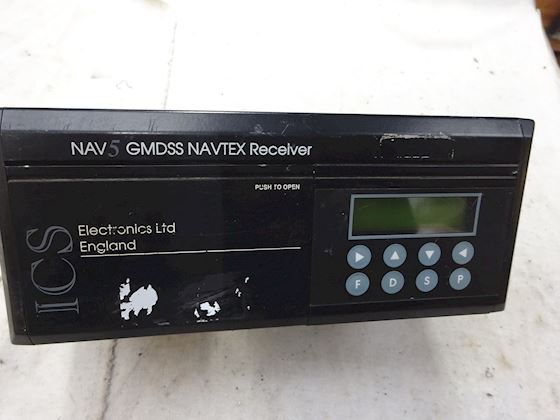 NAV5 GMDSS NAVTEX Receiver
PUSH TO OPEN
ICS
Electronics Ltd
England
F D S P